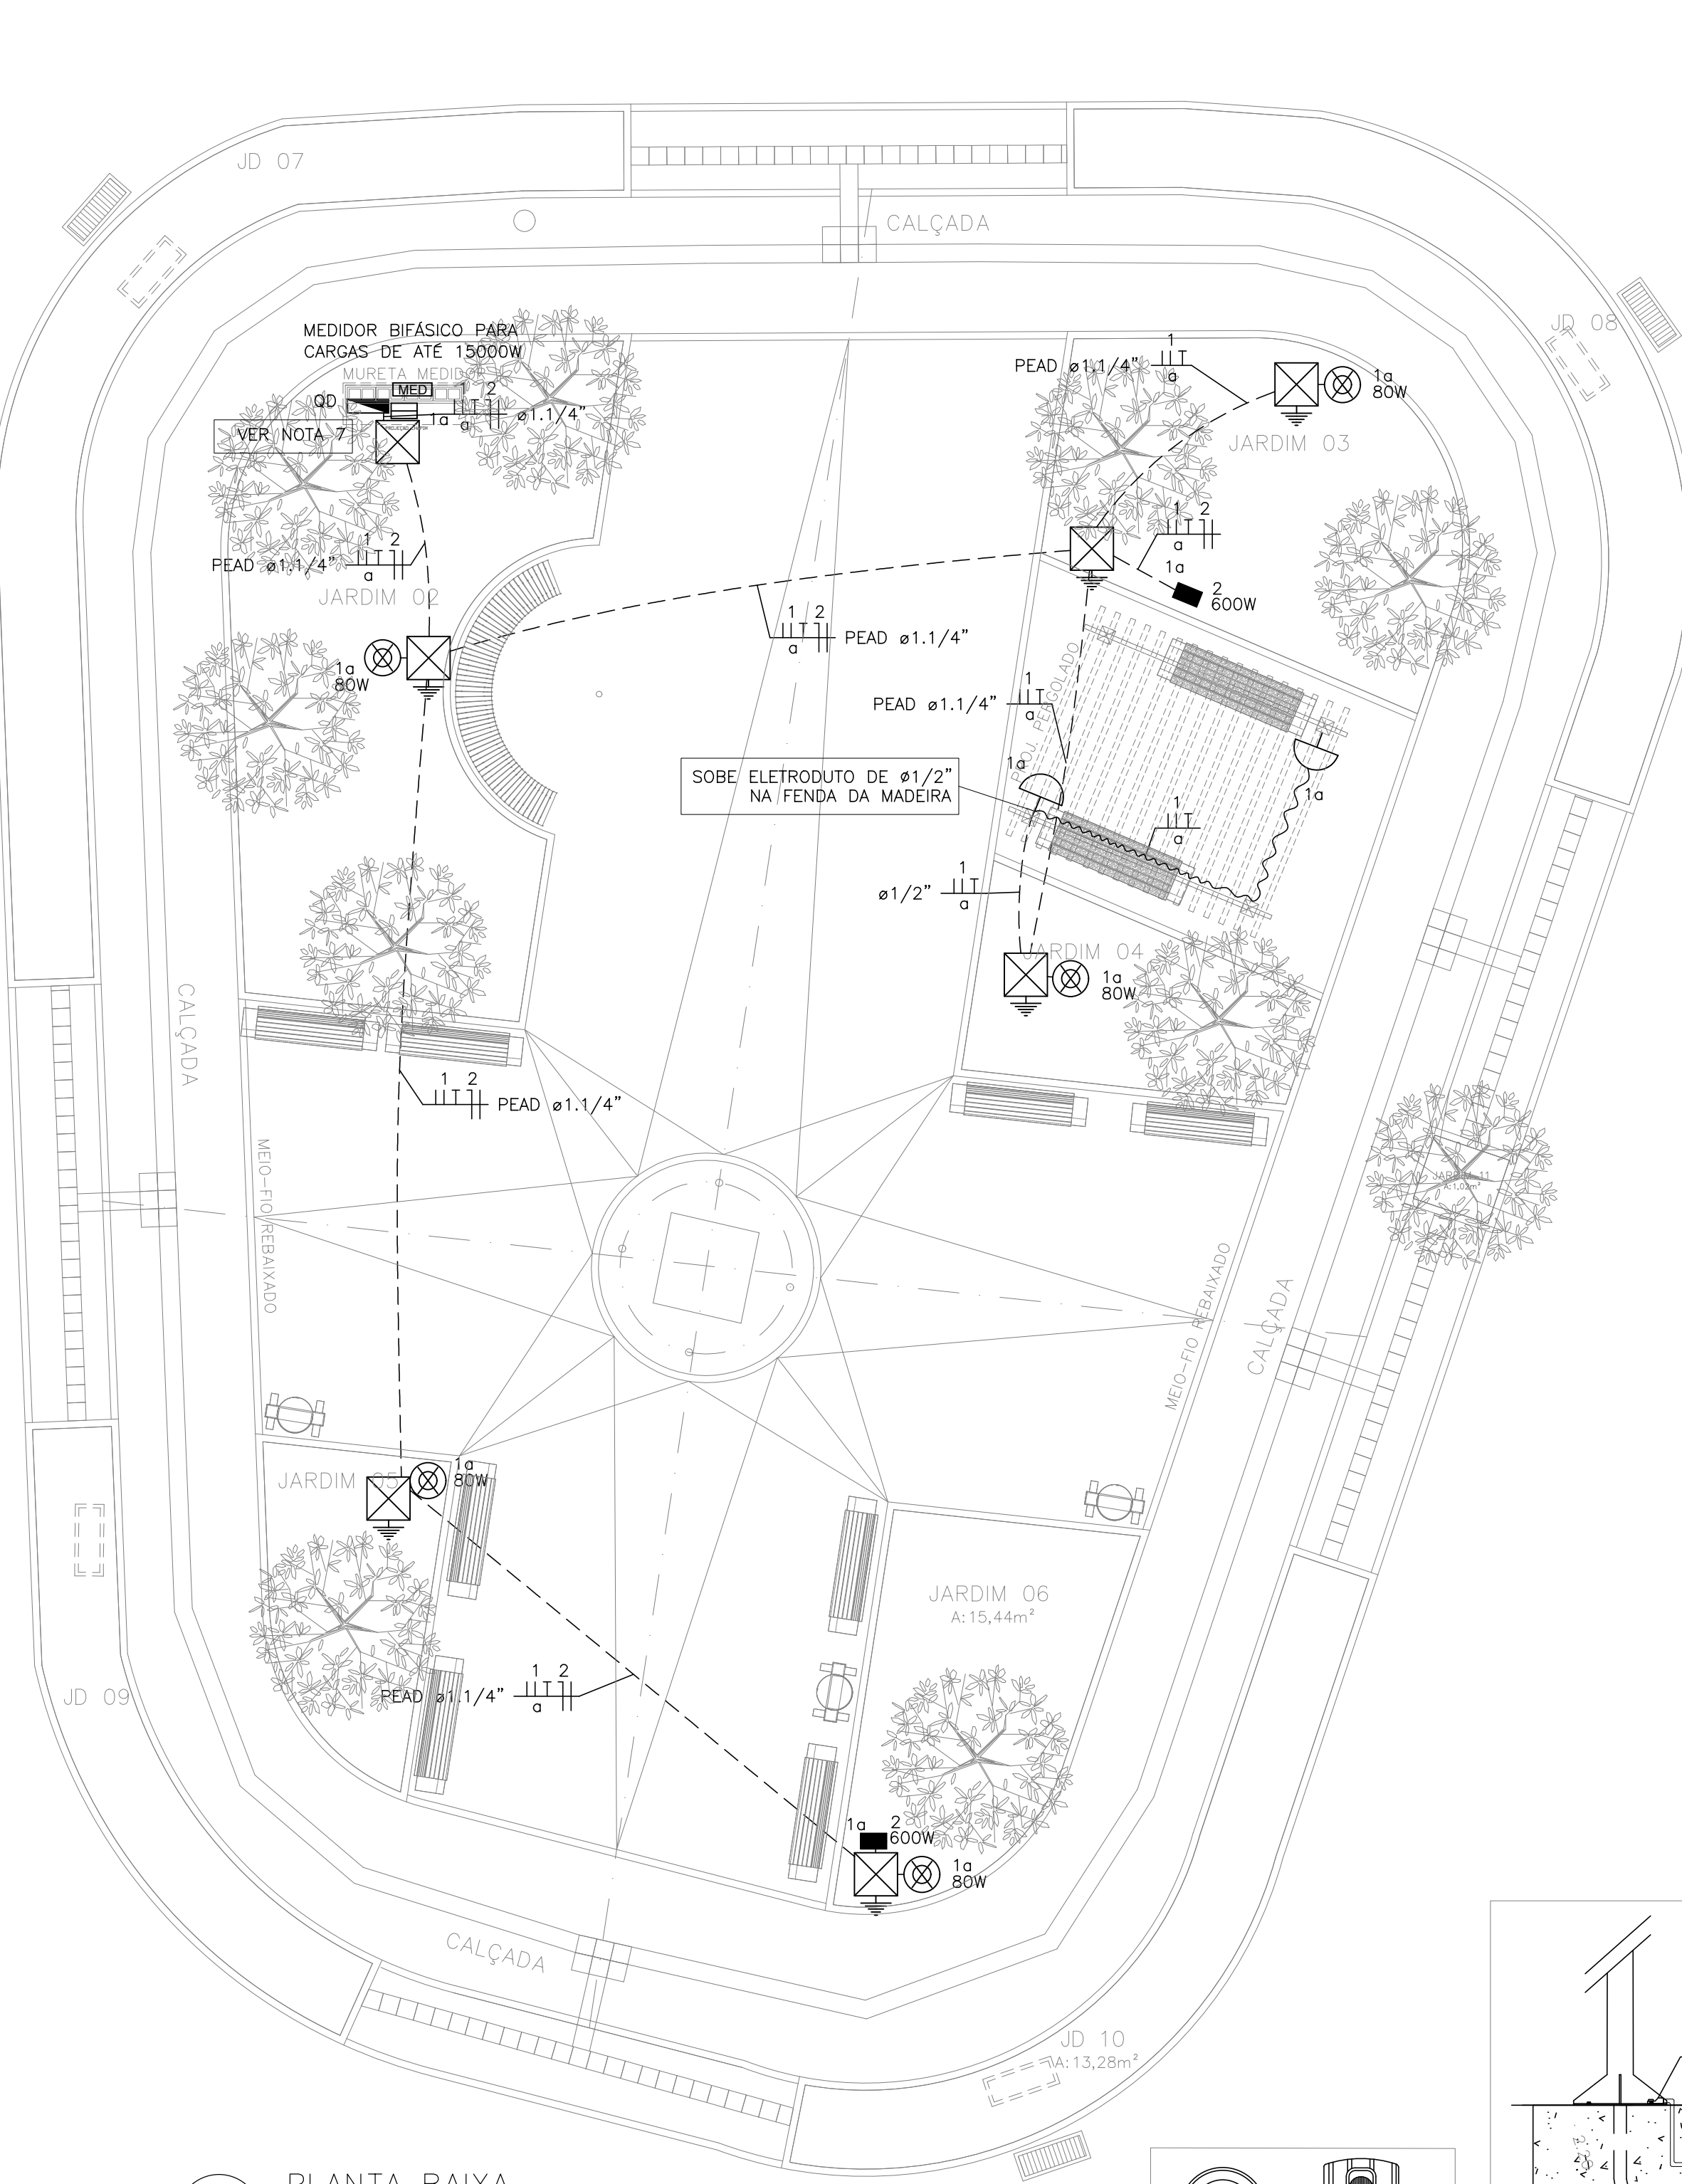 JD 07
CALÇADA
JD 08
MEDIDOR BIFÁSICO PARA
CARGAS DE ATÉ 15000W
MURETA MEDIDOR
MED
QD
1 2
1a a ø1.1/4”
VER NOTA 7
PEAD ø1.1/4” 1
a
1a
80W
JARDIM 03
1 2
PEAD ø1.1/4”
a
JARDIM 02
1 2
a
1a
2
600W
1 2
a PEAD ø1.1/4”
1a
80W
1
PEAD ø1.1/4”
a
PROJ. PERGOLADO
SOBE ELETRODUTO DE ø1/2”
NA FENDA DA MADEIRA
1a
1a
1
a
1
ø1/2”
a
JARDIM 04
1a
80W
CALÇADA
1 2
PEAD ø1.1/4”
MEIO-FIO REBAIXADO
JARDIM 11
A:1,02m²
MEIO-FIO REBAIXADO
CALÇADA
JARDIM 05
1a
80W
JARDIM 06
A:15,44m²
JD 09
1 2
PEAD ø1.1/4”
a
1a 2
600W
1a
80W
CALÇADA
JD 10
A:13,28m²
PLANTA BAIXA